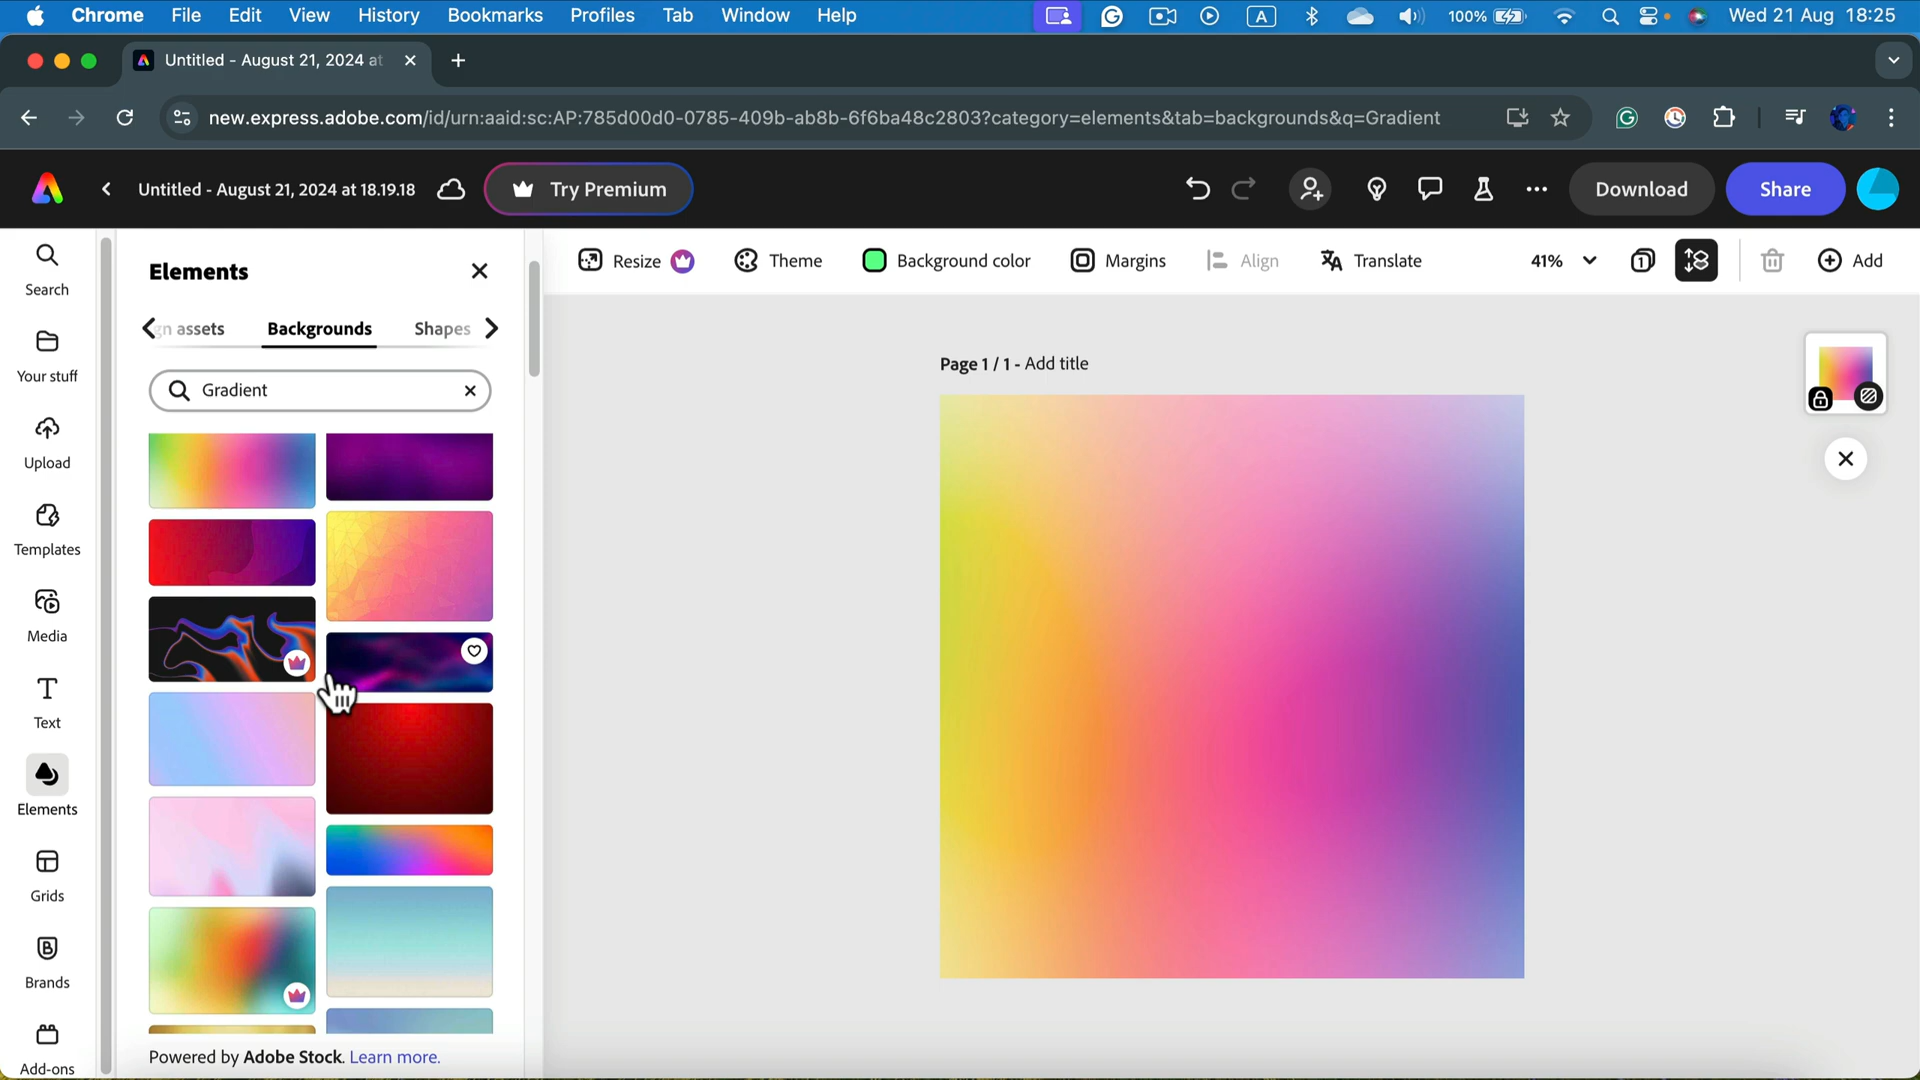 Chrome File Edit View History Bookmarks Profiles Tab Window Help A 100% Wed 21 Aug 18:25
Untitled - August 21, 2024 at
new.express.adobe.com/id/urn:aaid:sc:AP:785d00d0-0785-409b-ab8b-6f6ba48c2803?category=elements&tab=backgrounds&q=Gradient
Untitled - August 21, 2024 at 18.19.18 Try Premium Download Share
Search
Your stuff
Upload
Templates
Media
Text
Elements
Grids
Brands
Add-ons
Elements
gn assets Backgrounds Shapes
Gradient
Powered by Adobe Stock. Learn more.
Resize Theme Background color Margins Align Translate 41% 1 Add
Page 1 / 1 - Add title